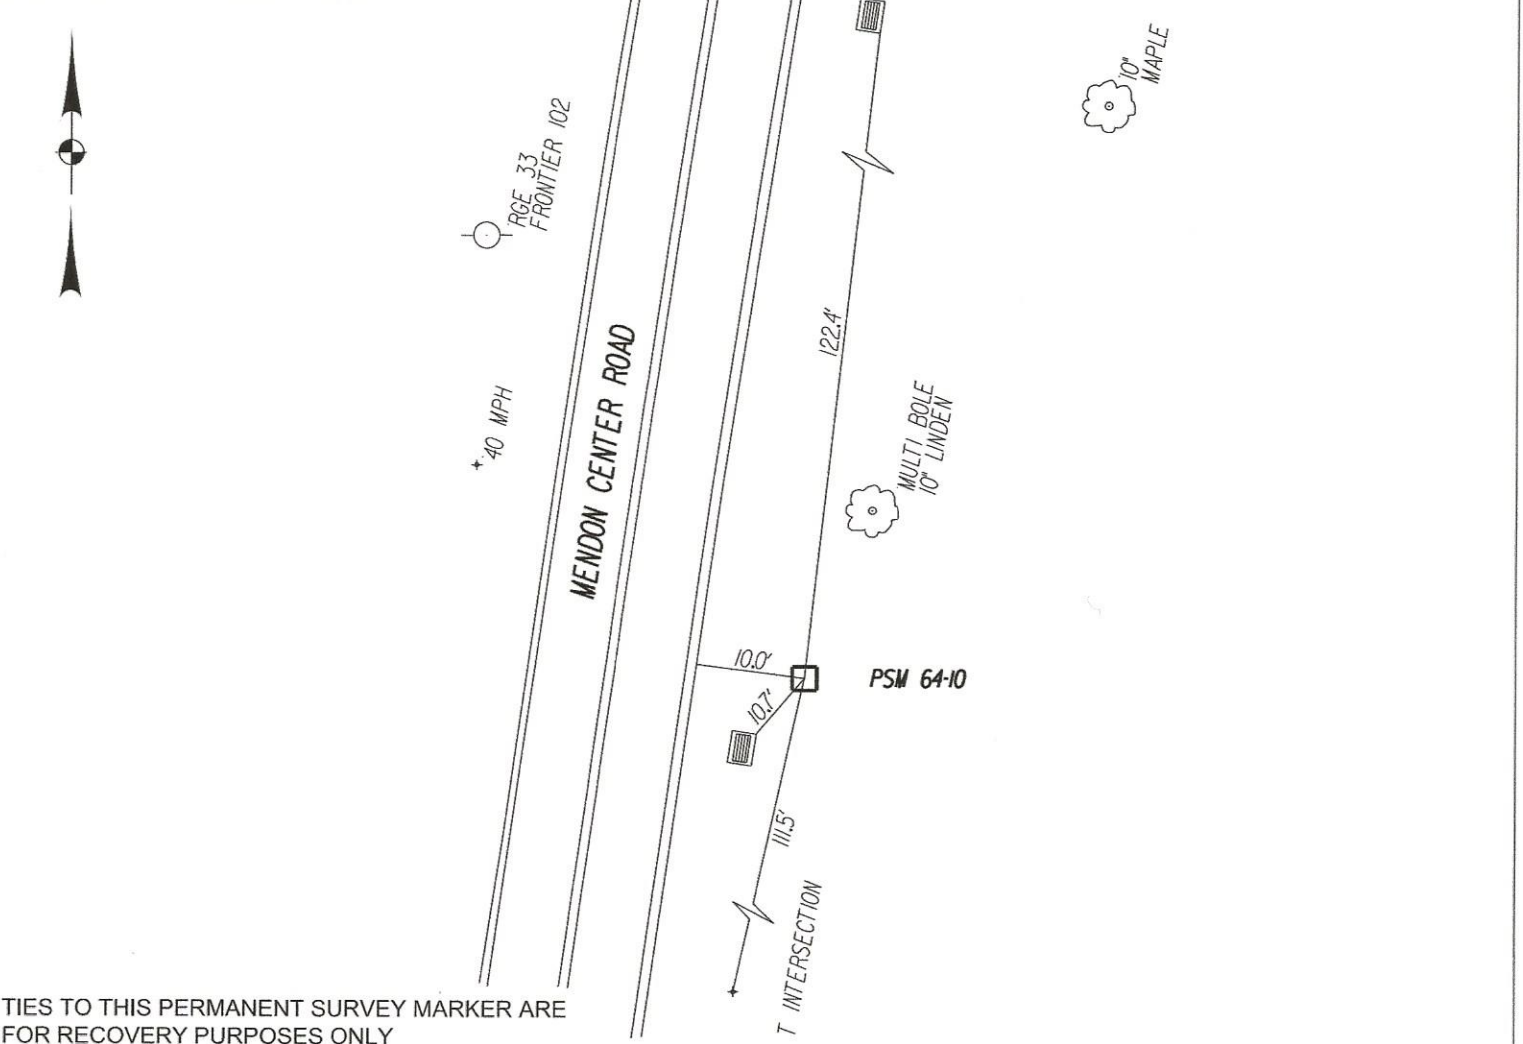 10"
MAPLE
RGE 33
FRONTIER 102
122.4'
MENDON CENTER ROAD
40 MPH
MULTI BOLE
10" LINDEN
10.0'
PSM 64-10
10.7'
111.5'
T INTERSECTION
TIES TO THIS PERMANENT SURVEY MARKER ARE
FOR RECOVERY PURPOSES ONLY